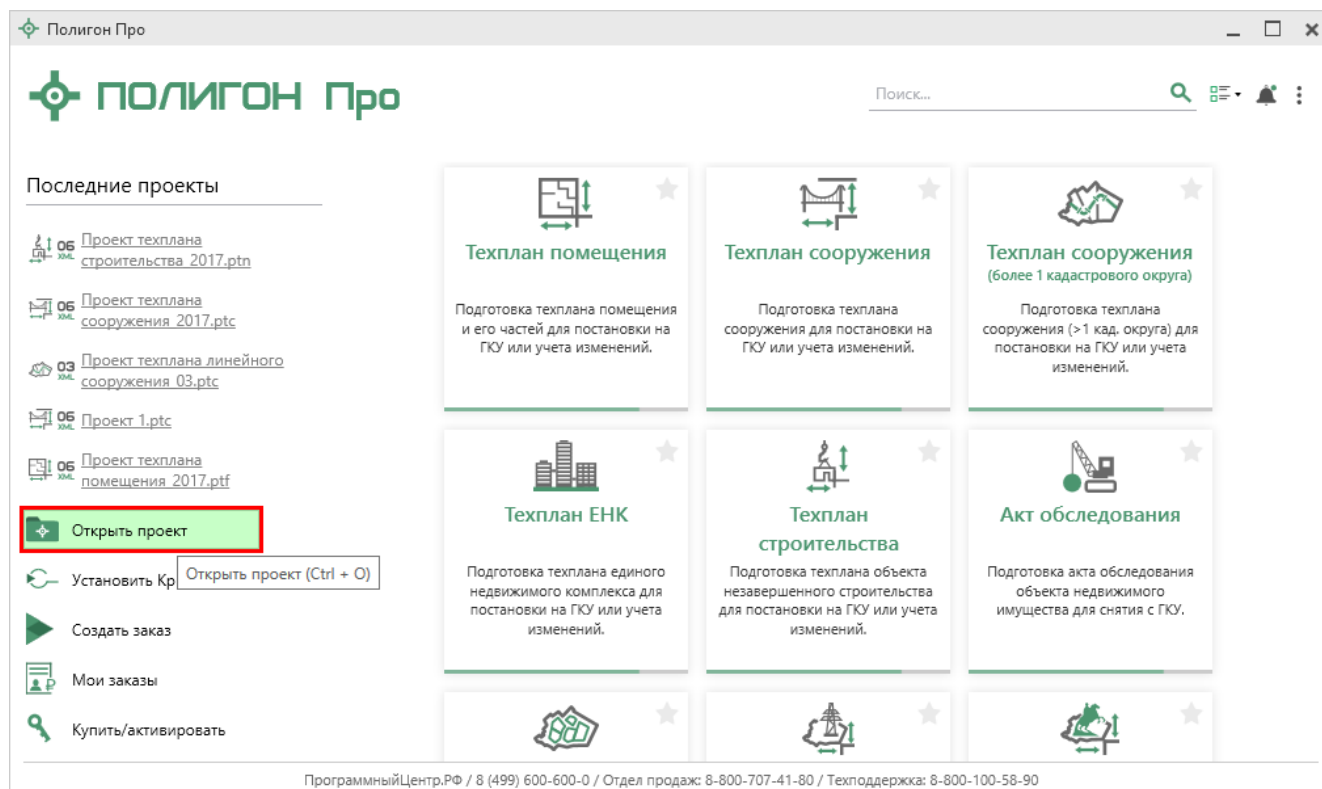 Полигон Про
ПОЛИГОН Про
Поиск...
Последние проекты
06 XML Проект техплана
строительства_2017.ptn
06 XML Проект техплана
сооружения_2017.ptc
03 XML Проект техплана линейного
сооружения_03.ptc
06 XML Проект 1.ptc
06 XML Проект техплана
помещения_2017.ptf
Открыть проект
Открыть проект (Ctrl + O)
Установить Кр
Создать заказ
Мои заказы
Купить/активировать
Техплан помещения
Подготовка техплана помещения
и его частей для постановки на
ГКУ или учета изменений.
Техплан сооружения
Подготовка техплана
сооружения для постановки на
ГКУ или учета изменений.
Техплан сооружения
(более 1 кадастрового округа)
Подготовка техплана
сооружения (>1 кад. округа) для
постановки на ГКУ или учета
изменений.
Техплан ЕНК
Подготовка техплана единого
недвижимого комплекса для
постановки на ГКУ или учета
изменений.
Техплан
строительства
Подготовка техплана объекта
незавершенного строительства
для постановки на ГКУ или учета
изменений.
Акт обследования
Подготовка акта обследования
объекта недвижимого
имущества для снятия с ГКУ.
ПрограммныйЦентр.РФ / 8 (499) 600-600-0 / Отдел продаж: 8-800-707-41-80 / Техподдержка: 8-800-100-58-90